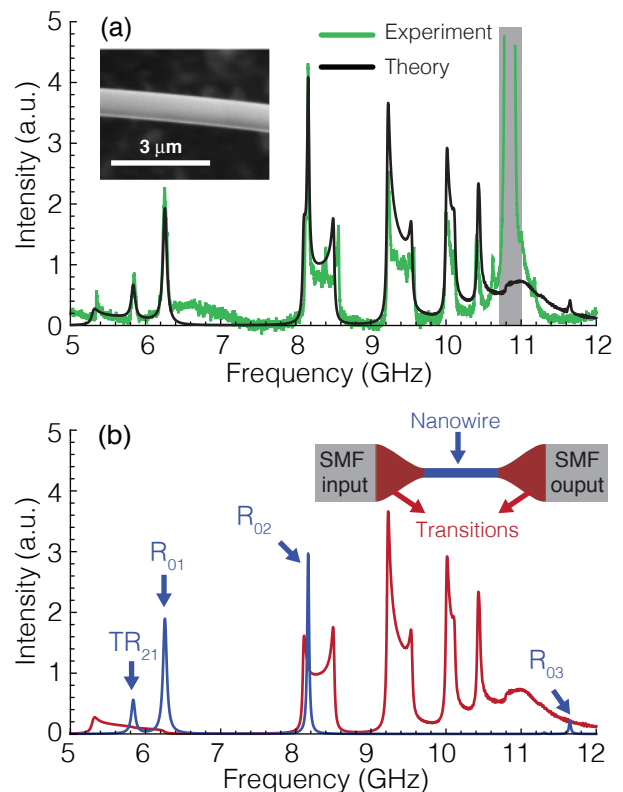 (a)
Experiment
Theory
3 μm
Intensity (a.u.)
5
4
3
2
1
0
5 6 7 8 9 10 11 12
Frequency (GHz)
(b)
Nanowire
SMF input
SMF ouput
Transitions
R02
R01
TR21
R03
Intensity (a.u.)
5
4
3
2
1
0
5 6 7 8 9 10 11 12
Frequency (GHz)